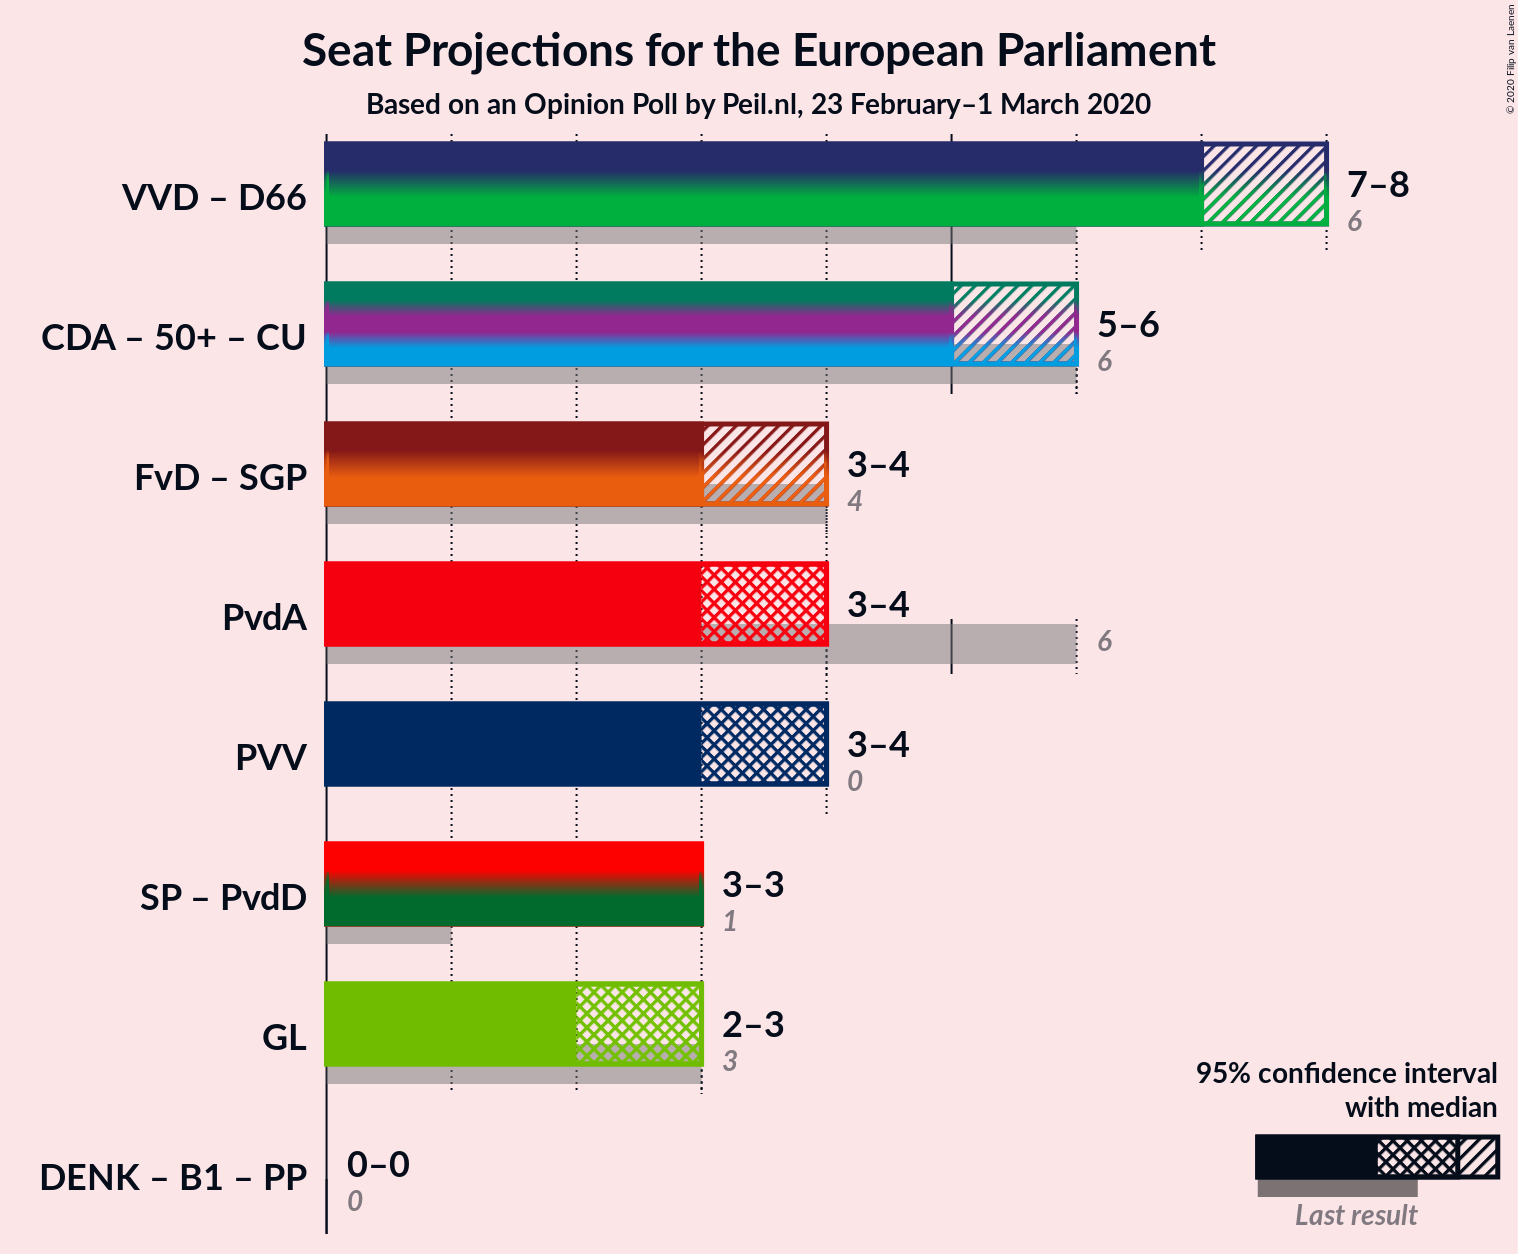 Seat Projections for the European Parliament
Based on an Opinion Poll by Peil.nl, 23 February–1 March 2020
© 2020 Filip van Laenen
VVD – D66
7–8
6
CDA – 50+ – CU
5–6
6
FvD – SGP
3–4
4
PvdA
3–4
6
PVV
3–4
0
SP – PvdD
3–3
1
GL
2–3
3
DENK – B1 – PP
0–0
0
95% confidence interval
with median
Last result